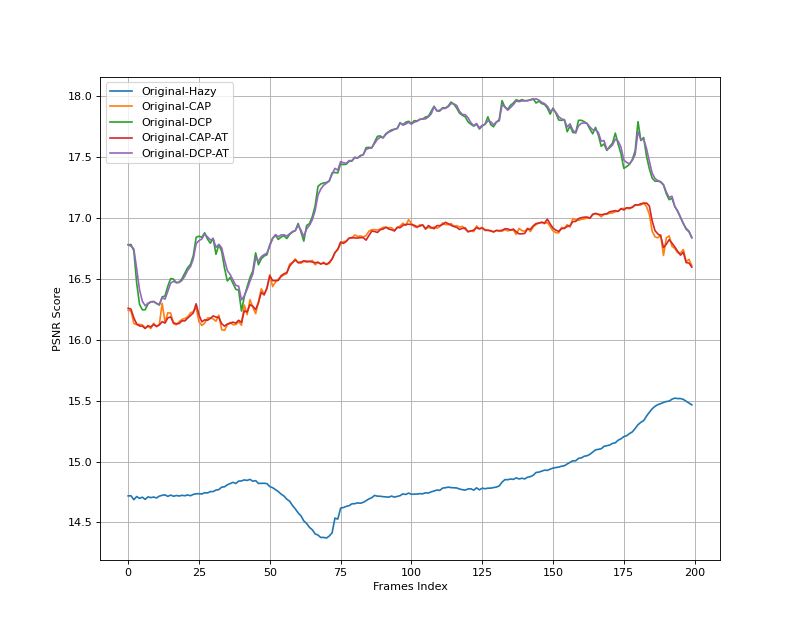 Original-Hazy
Original-CAP
Original-DCP
Original-CAP-AT
Original-DCP-AT
18.0
17.5
17.0
16.5
16.0
15.5
15.0
14.5
PSNR Score
0 25 50 75 100 125 150 175 200
Frames Index